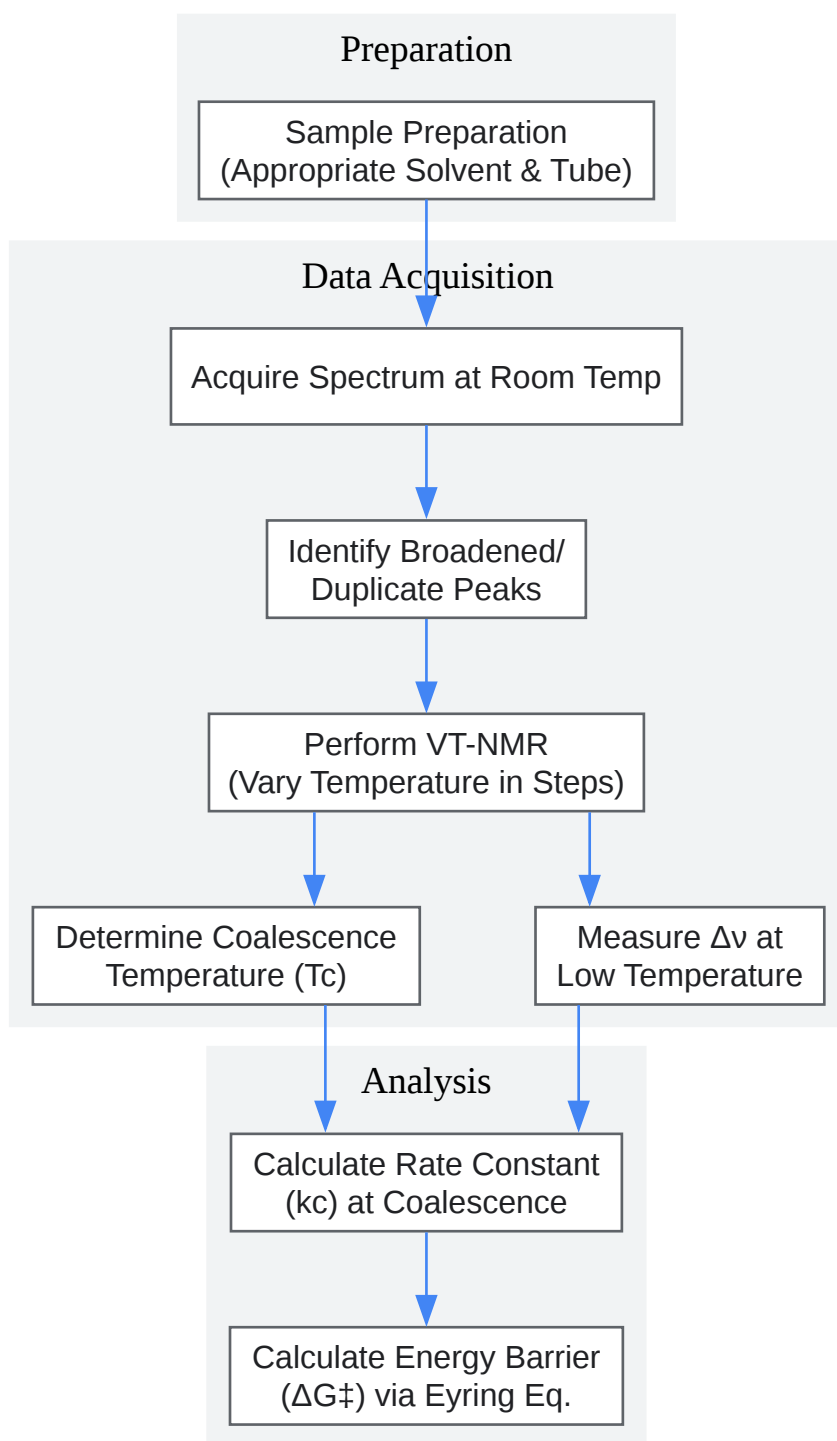 Preparation
Sample Preparation
(Appropriate Solvent & Tube)
Data Acquisition
Acquire Spectrum at Room Temp
Identify Broadened/
Duplicate Peaks
Perform VT-NMR
(Vary Temperature in Steps)
Determine Coalescence
Temperature (Tc)
Measure Δν at
Low Temperature
Analysis
Calculate Rate Constant
(kc) at Coalescence
Calculate Energy Barrier
(ΔG‡) via Eyring Eq.